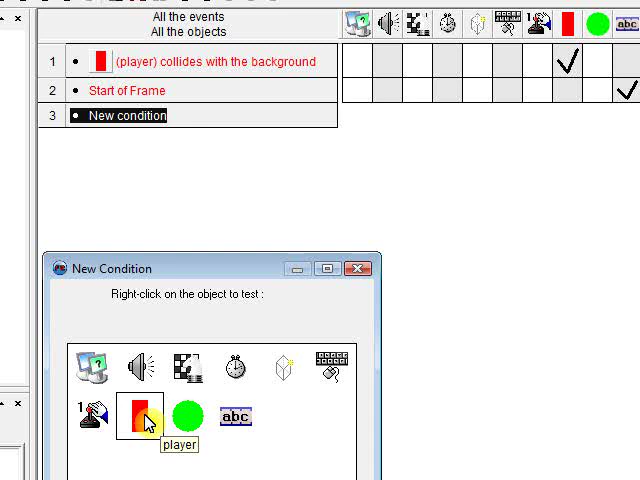 All the events
All the objects
abc
1 • (player) collides with the background
2 • Start of Frame
3 • New condition
New Condition
Right-click on the object to test :
1
abc
player